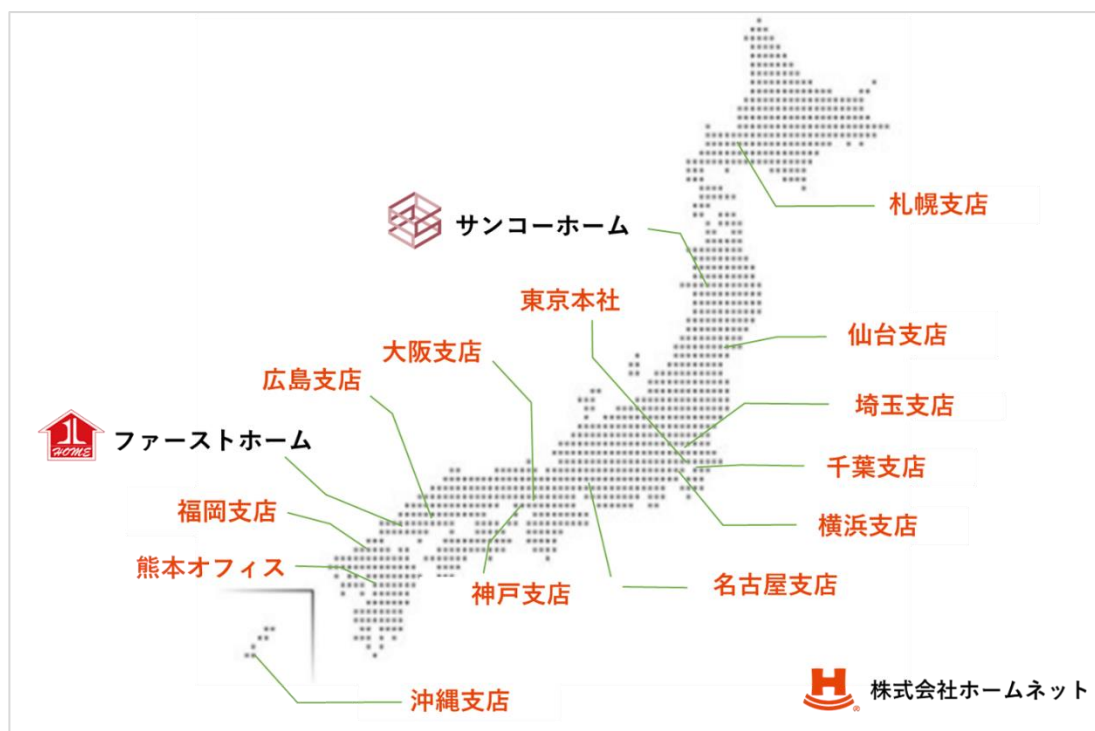 札幌支店
サンコーホーム
東京本社
仙台支店
大阪支店
広島支店
埼玉支店
1
HOME
ファーストホーム
千葉支店
福岡支店
横浜支店
熊本オフィス
神戸支店
名古屋支店
沖縄支店
H
®
株式会社ホームネット